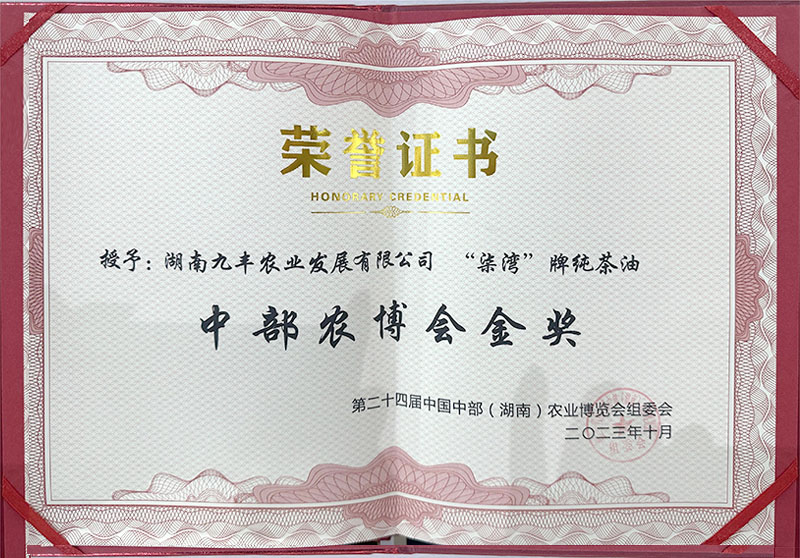 荣誉证书
HONORARY CREDENTIAL
授予：湖南九丰农业发展有限公司 “柒湾”牌纯茶油
中部农博会金奖
第二十四届中国中部（湖南）农业博览会组委会
二〇二三年十月
组委会